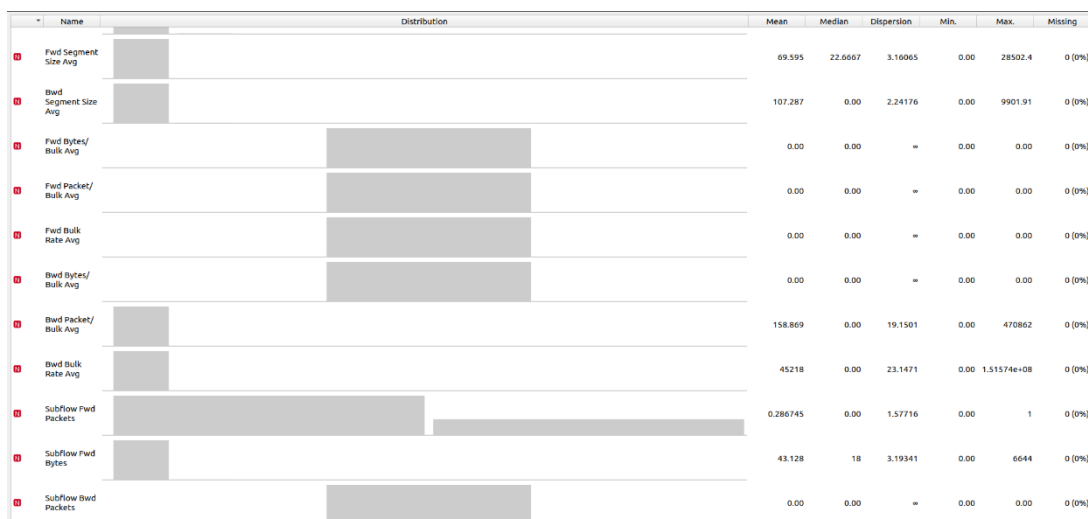 Name Distribution Mean Median Dispersion Min. Max. Missing
N Fwd Segment
Size Avg 69.595 22.6667 3.16065 0.00 28502.4 0 (0%)
N Bwd
Segment Size
Avg 107.287 0.00 2.24176 0.00 9901.91 0 (0%)
N Fwd Bytes/
Bulk Avg 0.00 0.00 ∞ 0.00 0.00 0 (0%)
N Fwd Packet/
Bulk Avg 0.00 0.00 ∞ 0.00 0.00 0 (0%)
N Fwd Bulk
Rate Avg 0.00 0.00 ∞ 0.00 0.00 0 (0%)
N Bwd Bytes/
Bulk Avg 0.00 0.00 ∞ 0.00 0.00 0 (0%)
N Bwd Packet/
Bulk Avg 158.869 0.00 19.1501 0.00 470862 0 (0%)
N Bwd Bulk
Rate Avg 45218 0.00 23.1471 0.00 1.51574e+08 0 (0%)
N Subflow Fwd
Packets 0.286745 0.00 1.57716 0.00 1 0 (0%)
N Subflow Fwd
Bytes 43.128 18 3.19341 0.00 6644 0 (0%)
N Subflow Bwd
Packets 0.00 0.00 ∞ 0.00 0.00 0 (0%)